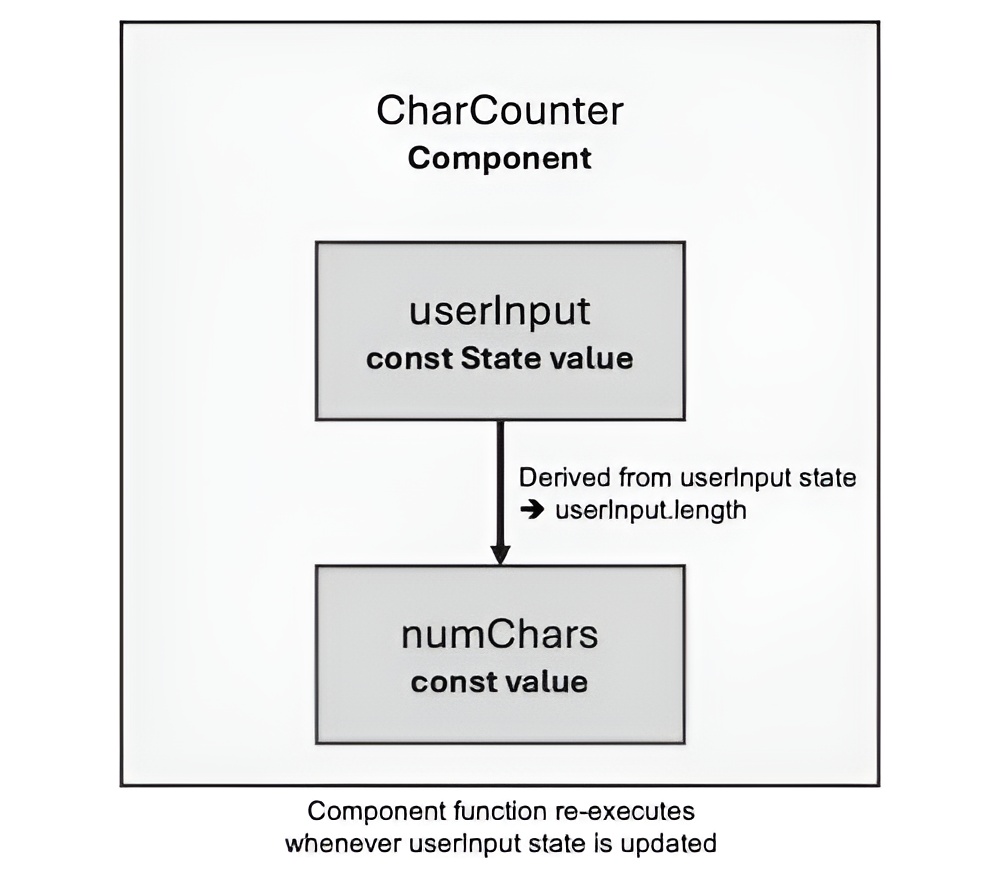 CharCounter
Component
userInput
const State value
Derived from userInput state
➔ userInput.length
numChars
const value
Component function re-executes
whenever userInput state is updated